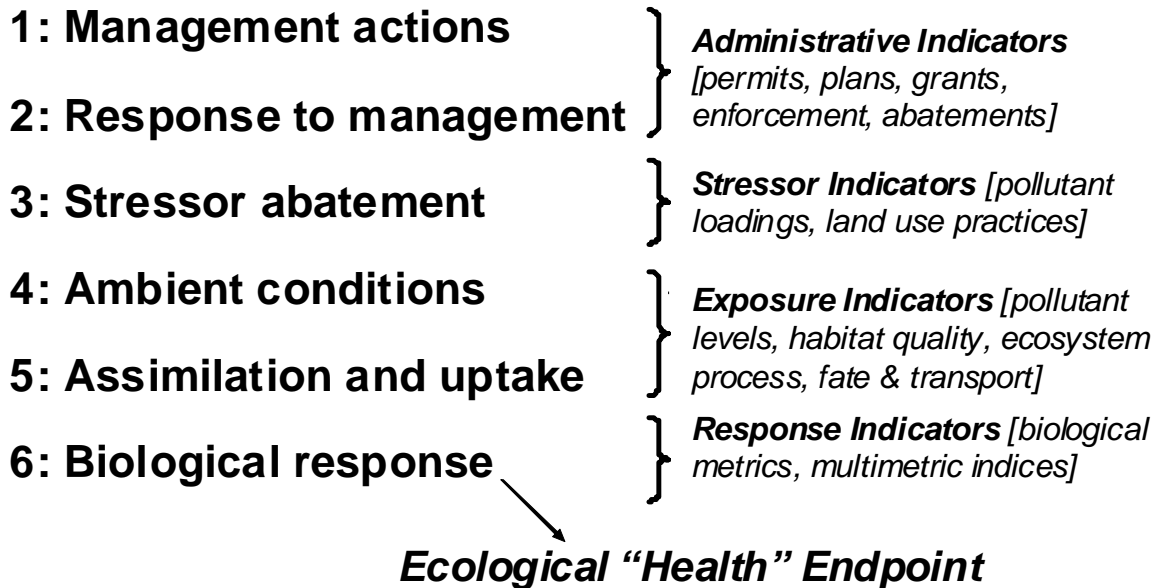 1: Management actions
2: Response to management
Administrative Indicators
[permits, plans, grants,
enforcement, abatements]
3: Stressor abatement
Stressor Indicators [pollutant
loadings, land use practices]
4: Ambient conditions
5: Assimilation and uptake
Exposure Indicators [pollutant
levels, habitat quality, ecosystem
process, fate & transport]
6: Biological response
Response Indicators [biological
metrics, multimetric indices]
Ecological “Health” Endpoint